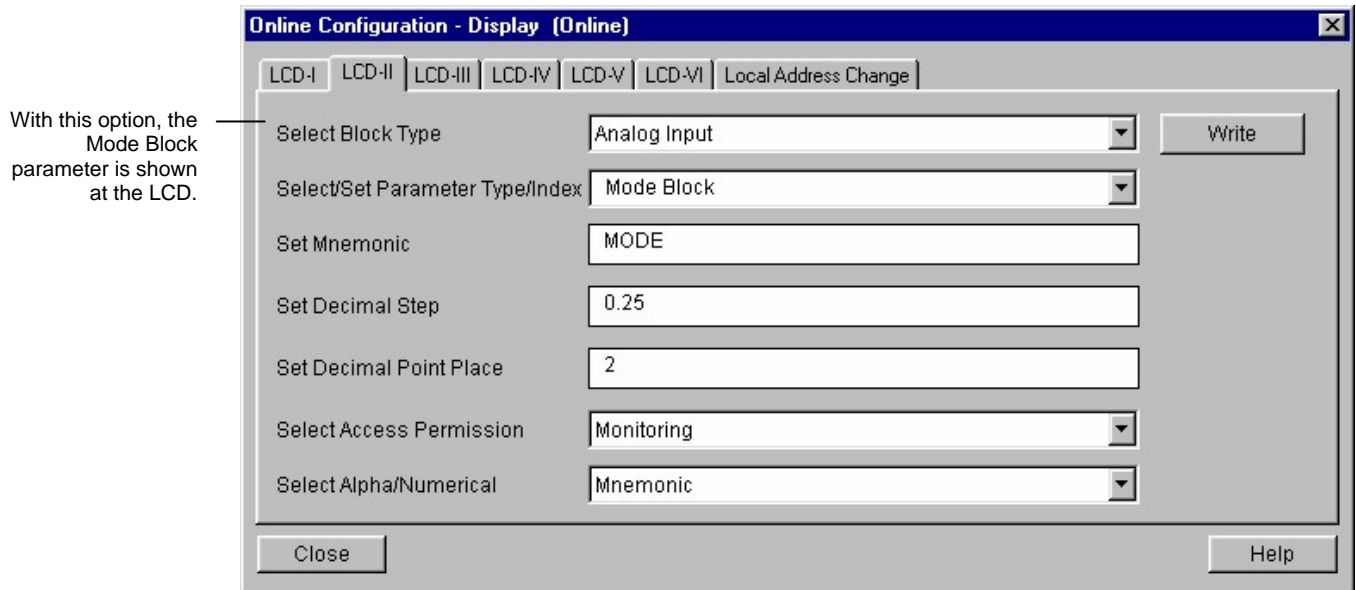 Online Configuration - Display (Online)
LCD-I LCD-II LCD-III LCD-IV LCD-V LCD-VI Local Address Change
With this option, the
Mode Block
parameter is shown
at the LCD.
Select Block Type Analog Input Write
Select/Set Parameter Type/Index Mode Block
Set Mnemonic MODE
Set Decimal Step 0.25
Set Decimal Point Place 2
Select Access Permission Monitoring
Select Alpha/Numerical Mnemonic
Close Help